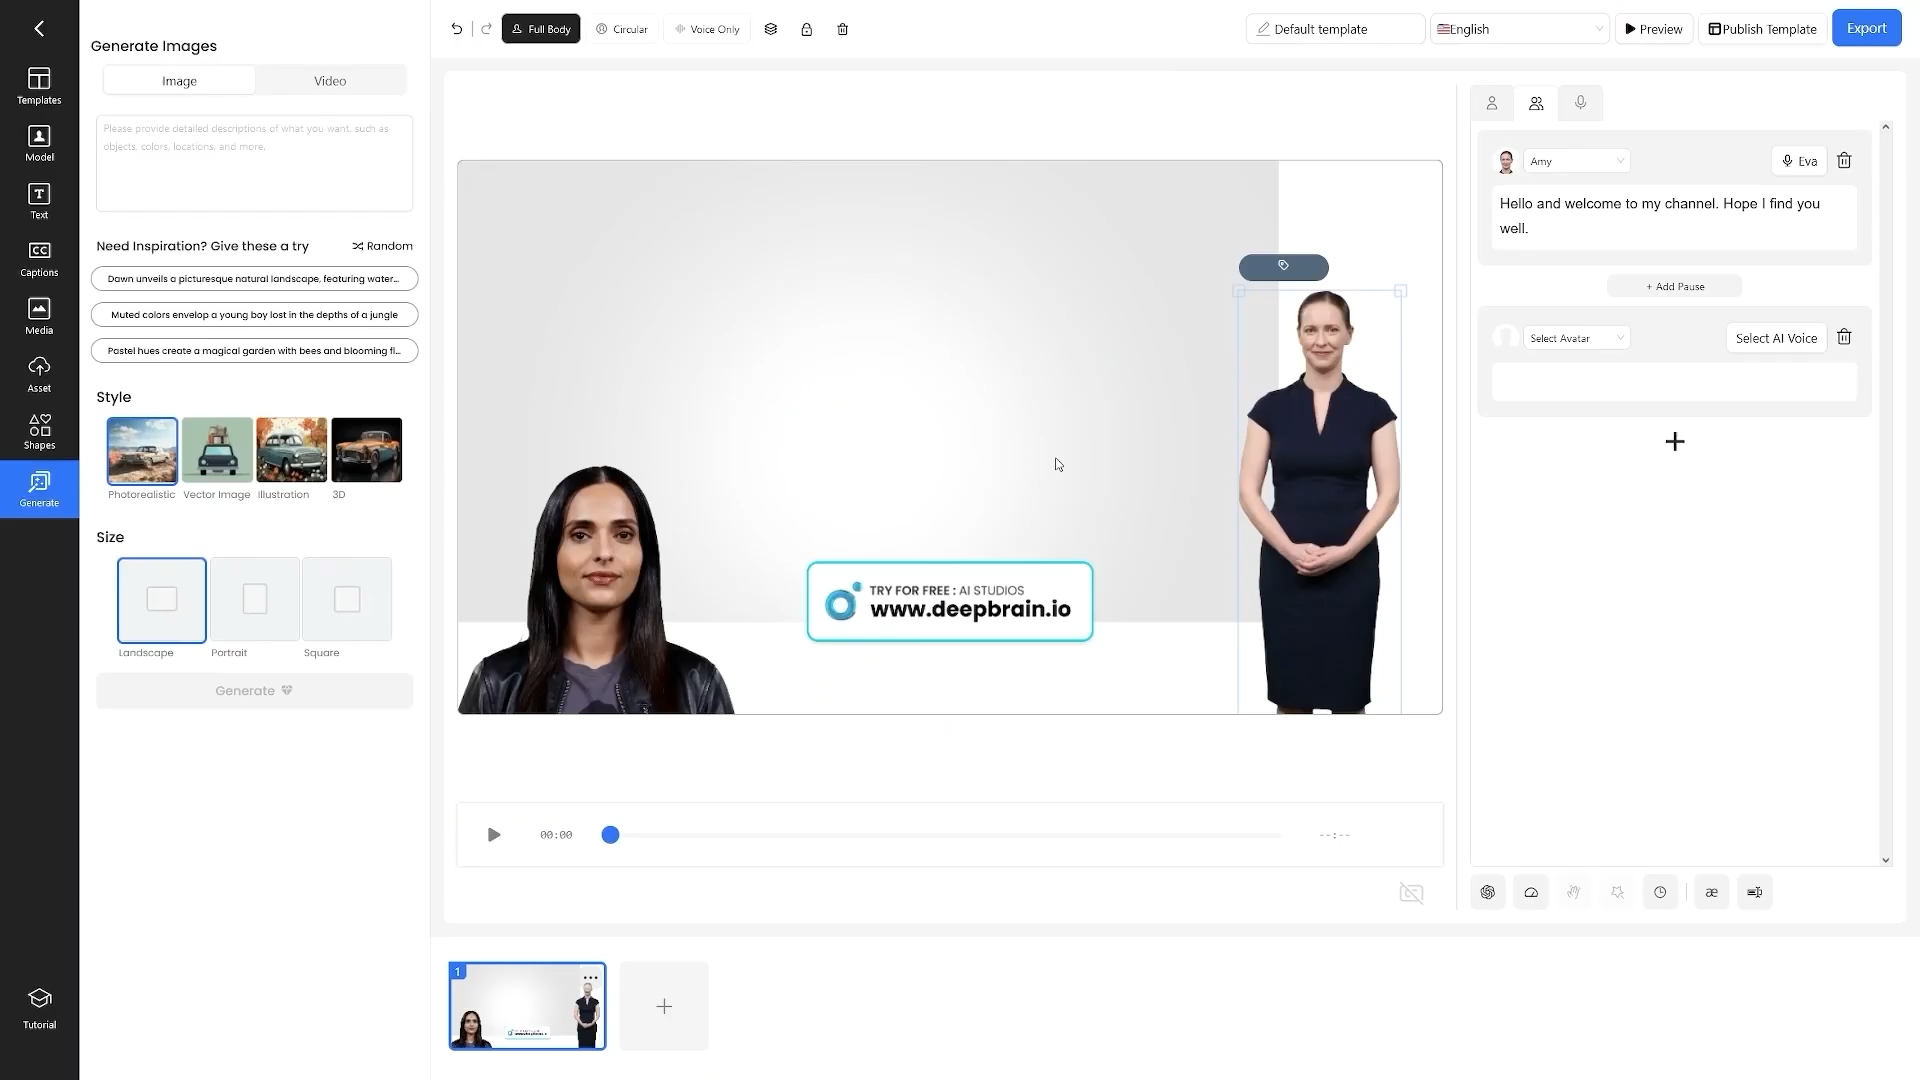 Generate Images
Image
Video
Please provide detailed descriptions of what you want, such as
objects, colors, locations, and more.
Need Inspiration? Give these a try
Random
Dawn unveils a picturesque natural landscape, featuring water...
Muted colors envelop a young boy lost in the depths of a jungle
Pastel hues create a magical garden with bees and blooming fl...
Style
Photorealistic
Vector Image
Illustration
3D
Size
Landscape
Portrait
Square
Generate
Templates
Model
Text
Captions
Media
Asset
Shapes
Generate
Tutorial
Full Body
Circular
Voice Only
Default template
English
Preview
Publish Template
Export
TRY FOR FREE : AI STUDIOS
www.deepbrain.io
00:00
--:--
1
Amy
Eva
Hello and welcome to my channel. Hope I find you
well.
+ Add Pause
Select Avatar
Select AI Voice
æ